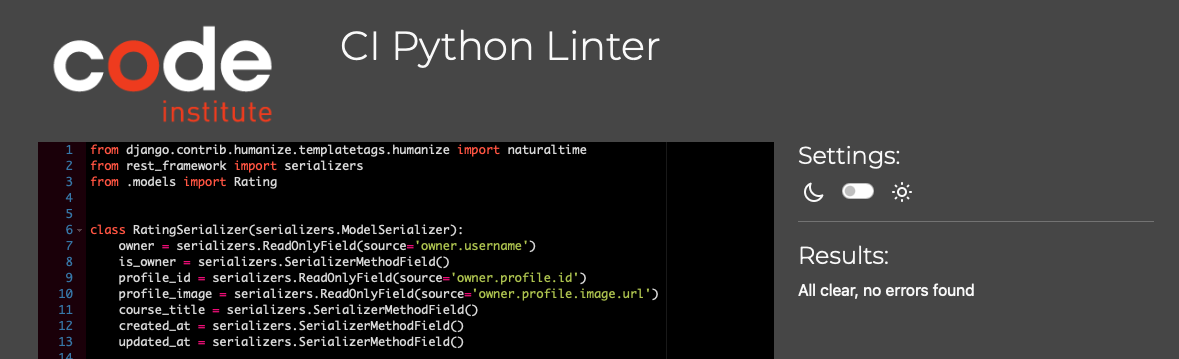 code
institute
CI Python Linter
1 from django.contrib.humanize.templatetags.humanize import naturaltime
2 from rest_framework import serializers
3 from .models import Rating
4
5
6 class RatingSerializer(serializers.ModelSerializer):
7     owner = serializers.ReadOnlyField(source='owner.username')
8     is_owner = serializers.SerializerMethodField()
9     profile_id = serializers.ReadOnlyField(source='owner.profile.id')
10     profile_image = serializers.ReadOnlyField(source='owner.profile.image.url')
11     course_title = serializers.SerializerMethodField()
12     created_at = serializers.SerializerMethodField()
13     updated_at = serializers.SerializerMethodField()
14
Settings:
Results:
All clear, no errors found